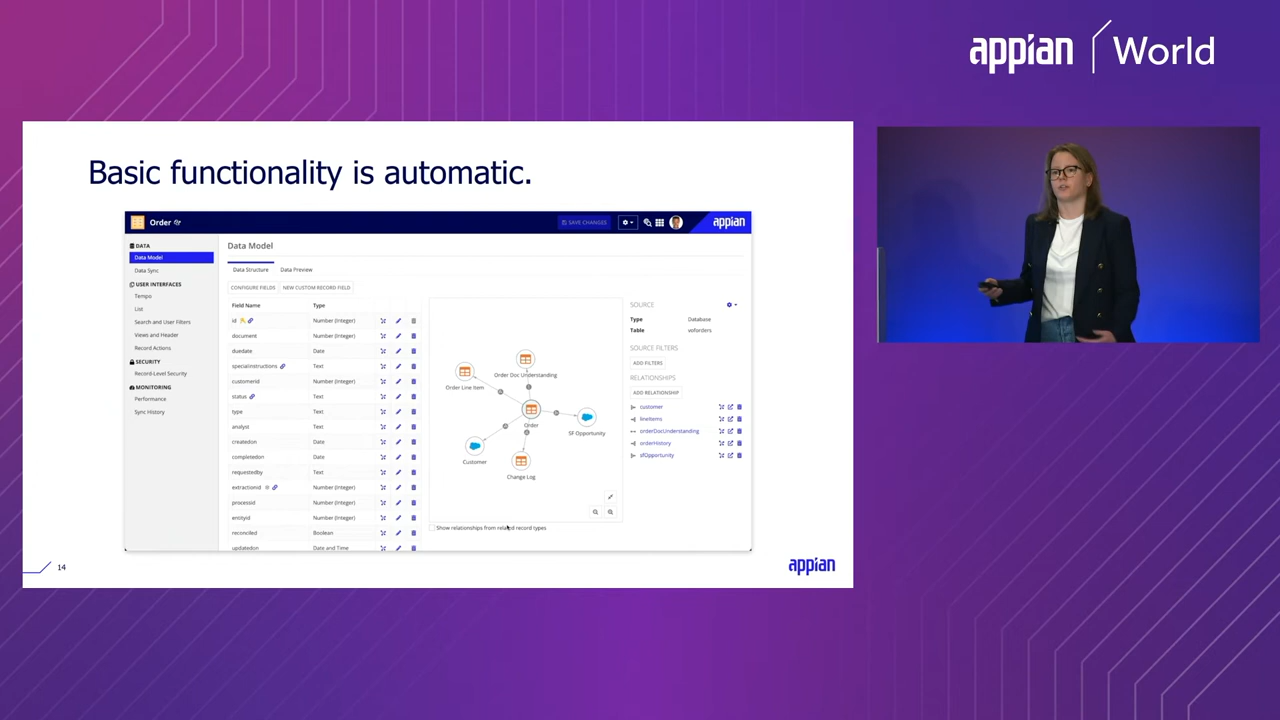 appian World
Basic functionality is automatic.
Order
SAVE CHANGES
appian
DATA
Data Model
Data Sync
USER INTERFACES
Tempo
List
Search and User Filters
Views and Header
Record Actions
SECURITY
Record-Level Security
MONITORING
Performance
Sync History
Data Model
Data Structure Data Preview
CONFIGURE FIELDS NEW CUSTOM RECORD FIELD
Field Name Type
id Number (Integer)
document Number (Integer)
duedate Date
specialinstructions Text
customerid Number (Integer)
status Text
type Text
analyst Text
createdon Date
completedon Date
requestedby Text
extractionid Number (Integer)
processid Number (Integer)
entityid Number (Integer)
reconciled Boolean
updatedon Date and Time
Order Doc Understanding
Order Line Item
Order
SF Opportunity
Customer
Change Log
Show relationships from related record types
SOURCE
Type Database
Table voforders
SOURCE FILTERS
ADD FILTERS
RELATIONSHIPS
ADD RELATIONSHIP
customer
lineItems
orderDocUnderstanding
orderHistory
sfOpportunity
14
appian